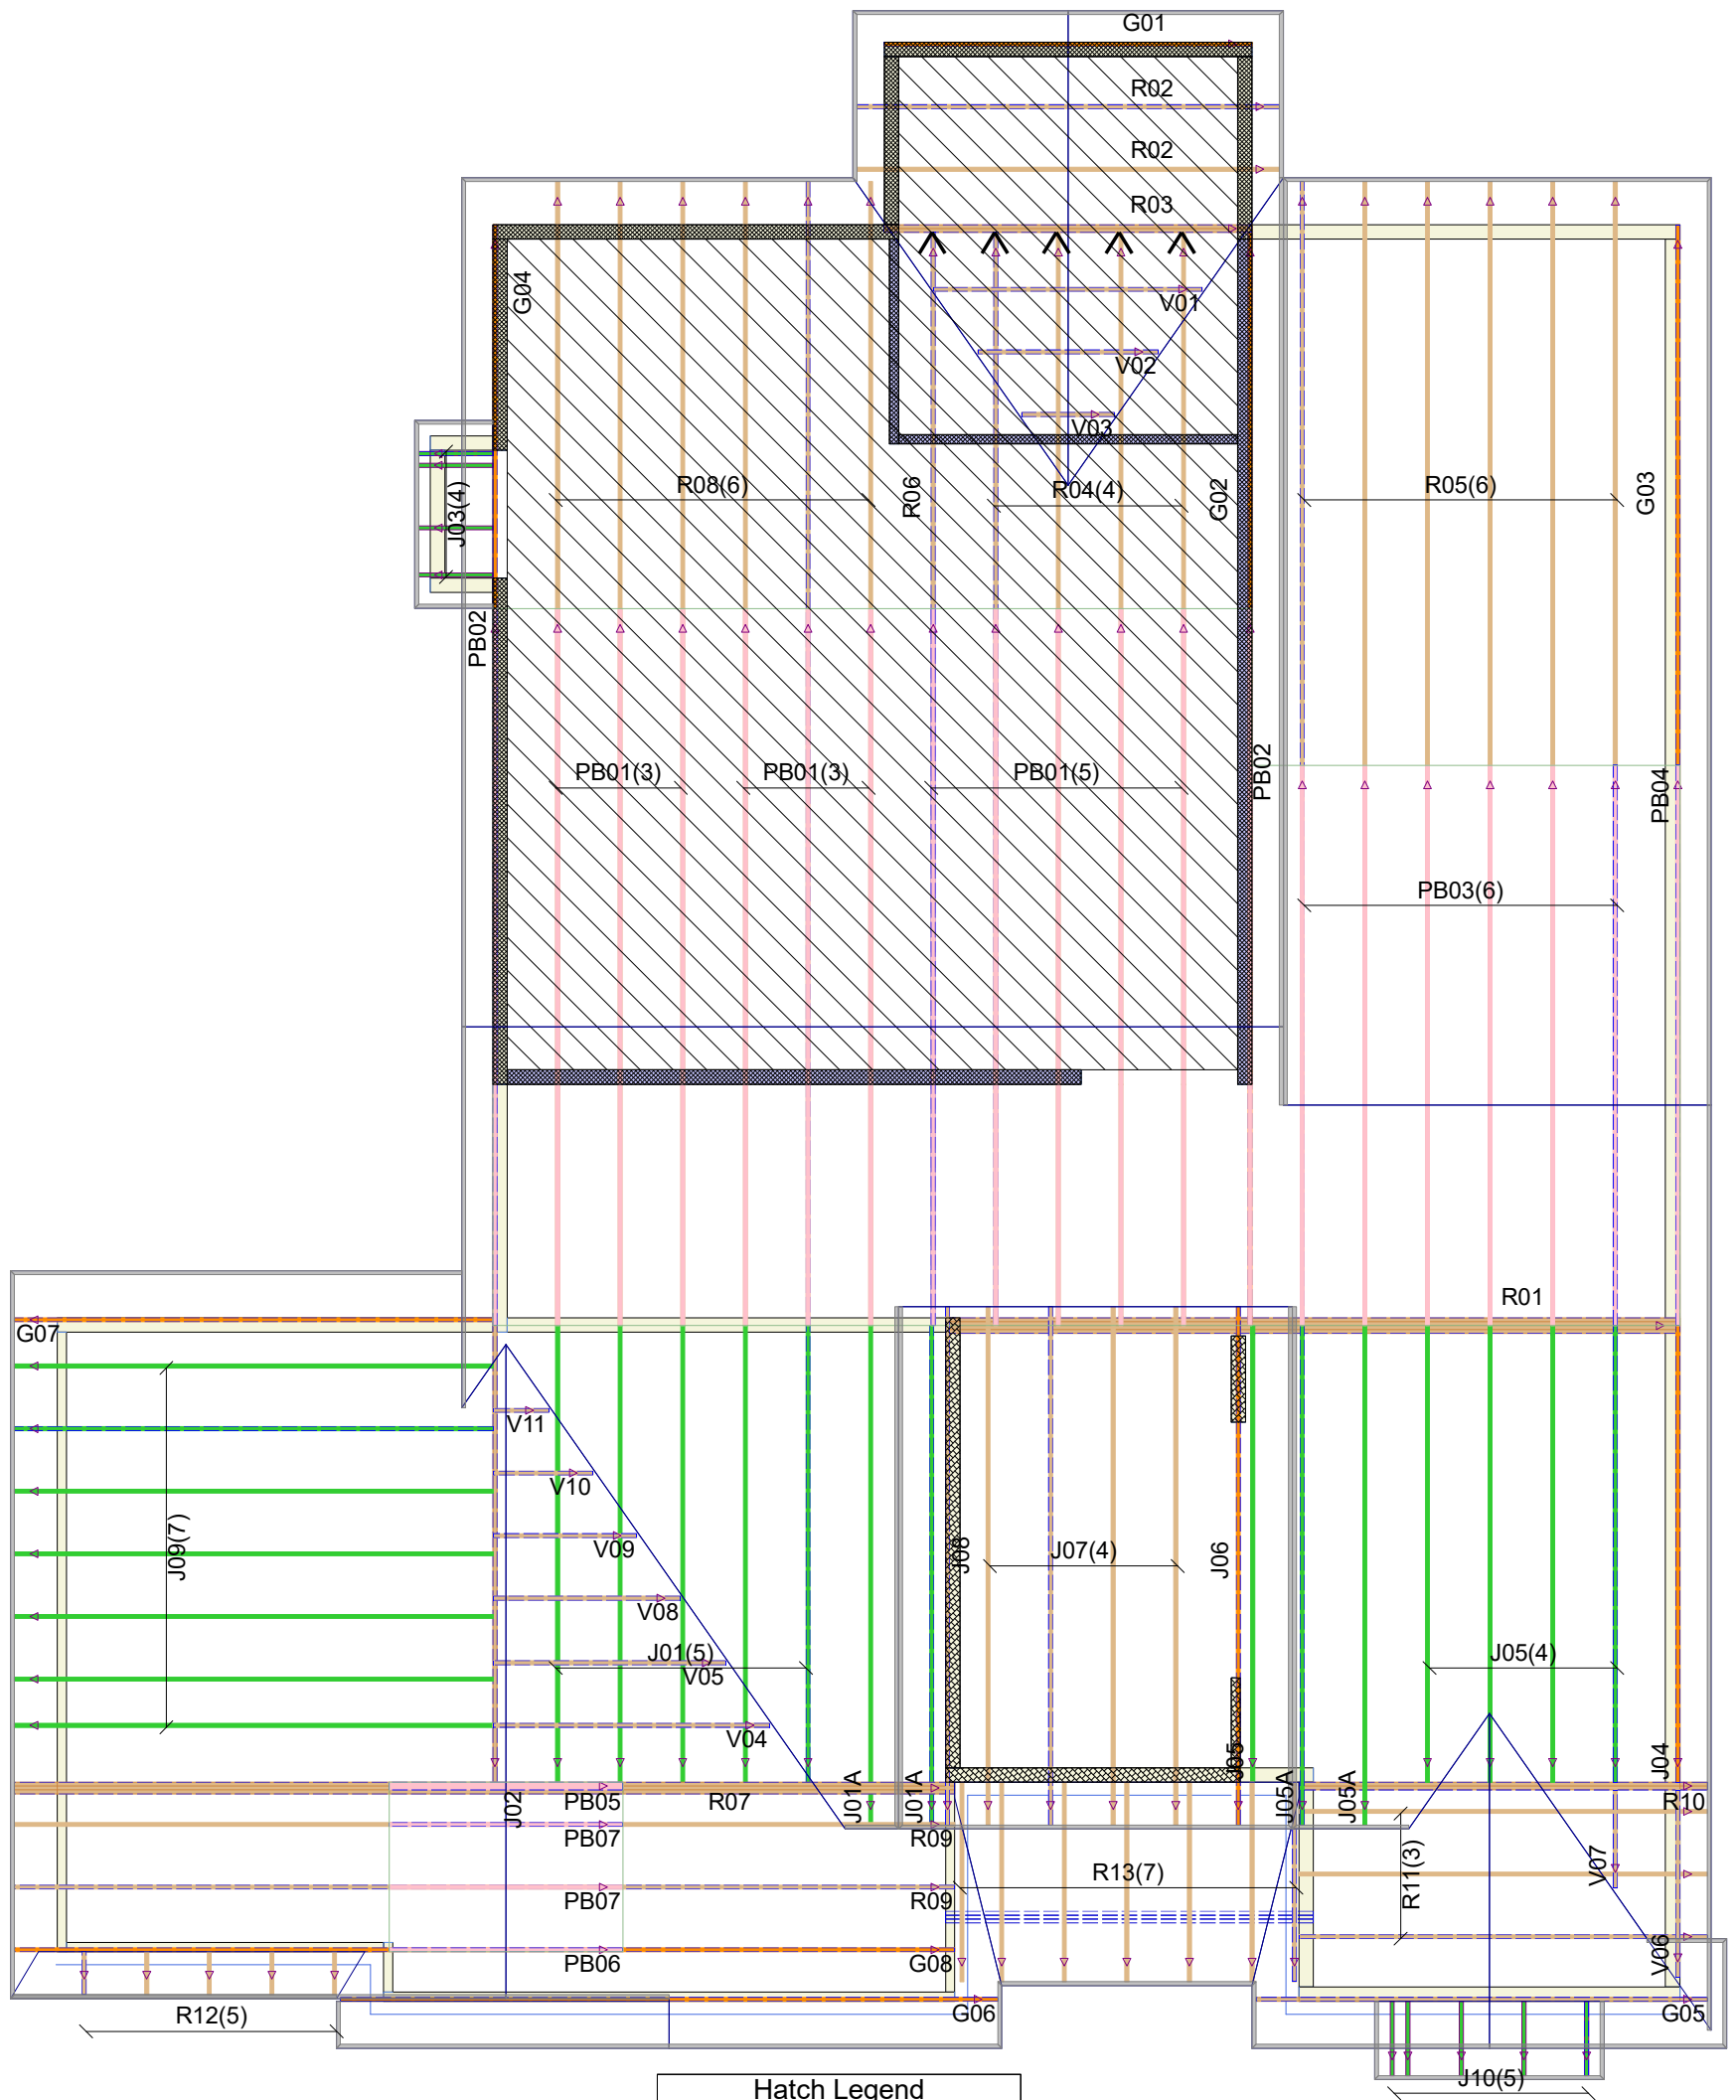 G01
R02
R02
R03
G04
V01
V02
V03
J03(4)
R08(6)
R06
R04(4)
G02
R05(6)
G03
PB02
PB01(3)
PB01(3)
PB01(5)
PB02
PB04
PB03(6)
R01
G07
V11
V10
J09(7)
V09
J08
J07(4)
J06
V08
J01(5)
V05
J05(4)
V04
J02
PB05
R07
J01A
J01A
J05
J05A
J05A
J04
R10
PB07
R09
R11(3)
V07
PB07
R09
R13(7)
PB06
G08
V06
R12(5)
G06
G05
Hatch Legend
J10(5)